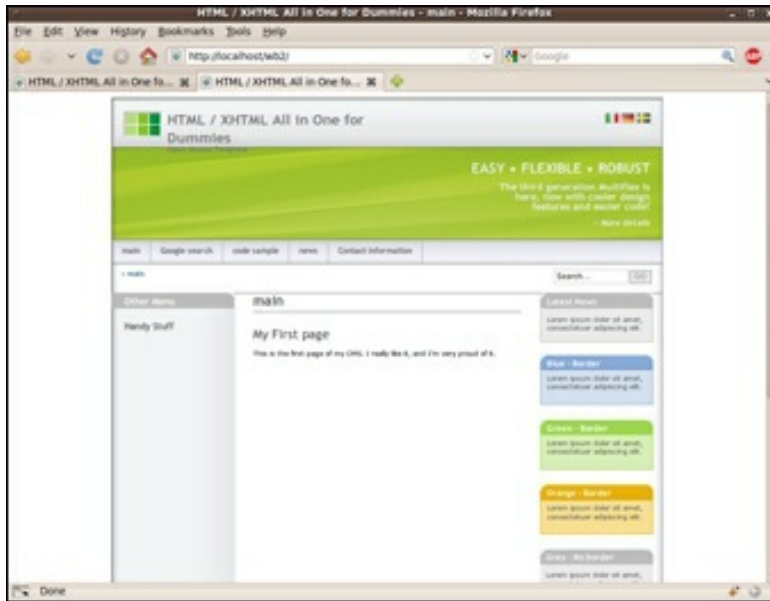 HTML / XHTML All in One for Dummies - main - Mozilla Firefox
File Edit View History Bookmarks Tools Help
http://localhost/wb2/
Google
HTML / XHTML All in One fo...
HTML / XHTML All in One fo...
HTML / XHTML All in One for
Dummies
EASY • FLEXIBLE • ROBUST
The third generation Multiflex is
here, now with cooler design
features and easier code!
- More details
main Google search code sample news Contact Information
main
Search...
GO
Other Menu
Handy Stuff
main
My First page
This is the first page of my CMS. I really like it, and I'm very proud of it.
Latest News
Lorem ipsum dolor sit amet,
consectetuer adipiscing elit.
Blue - Border
Lorem ipsum dolor sit amet,
consectetuer adipiscing elit.
Green - Border
Lorem ipsum dolor sit amet,
consectetuer adipiscing elit.
Orange - Border
Lorem ipsum dolor sit amet,
consectetuer adipiscing elit.
Grey - No border
Lorem ipsum dolor sit amet,
Done